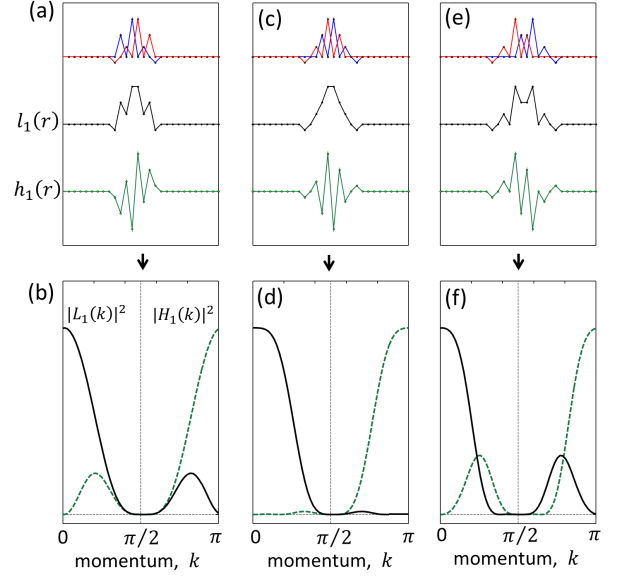 (a) (c) (e)
l₁(r)
h₁(r)
(b) (d) (f)
|L₁(k)|² |H₁(k)|²
0 π/2 π 0 π/2 π 0 π/2 π
momentum, k momentum, k momentum, k